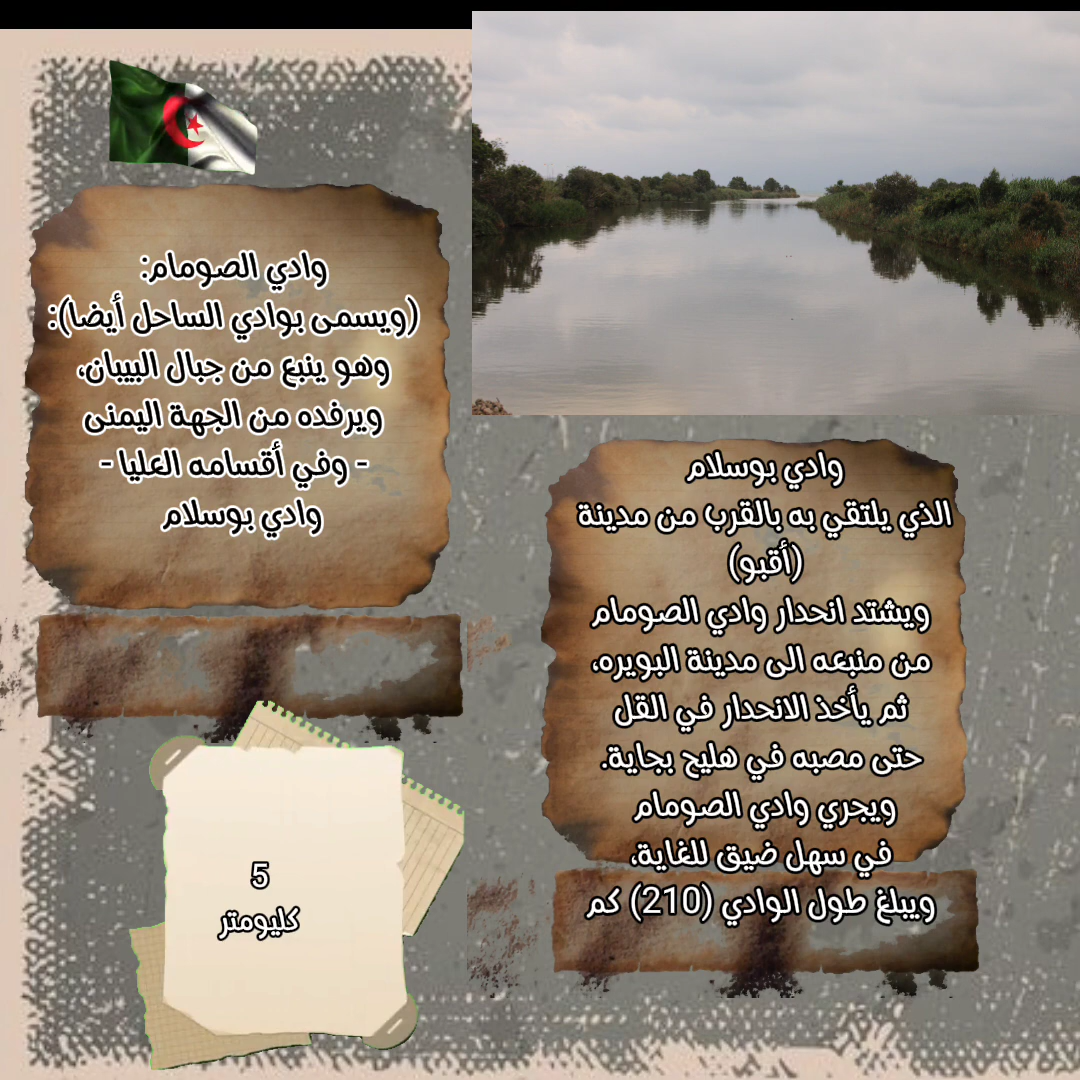 وادي الصومام:
(ويسمى بوادي الساحل أيضا):
وهو ينبع من جبال البيبان،
ويرفده من الجهة اليمنى
- وفي أقسامه العليا -
وادي بوسلام
وادي بوسلام
الذي يلتقي به بالقرب من مدينة
(أقبو)
ويشتد انحدار وادي الصومام
من منبعه الى مدينة البويره،
ثم يأخذ الانحدار في القل
حتى مصبه في هليج بجاية.
ويجري وادي الصومام
في سهل ضيق للغاية،
ويبلغ طول الوادي (210) كم
5
كليومتر